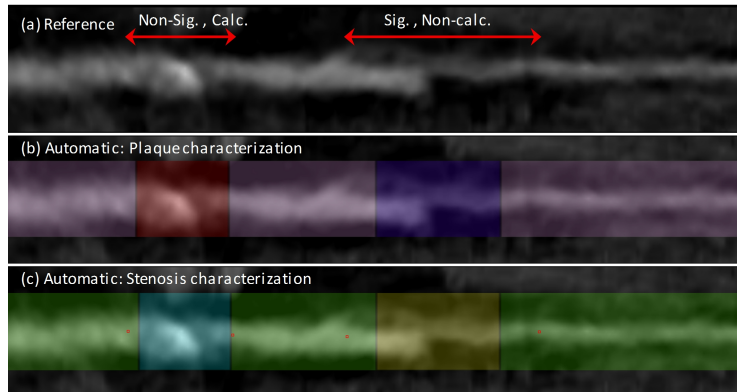 Non-Sig. , Calc.
Sig. , Non-calc.
(a) Reference
(b) Automatic: Plaque characterization
(c) Automatic: Stenosis characterization